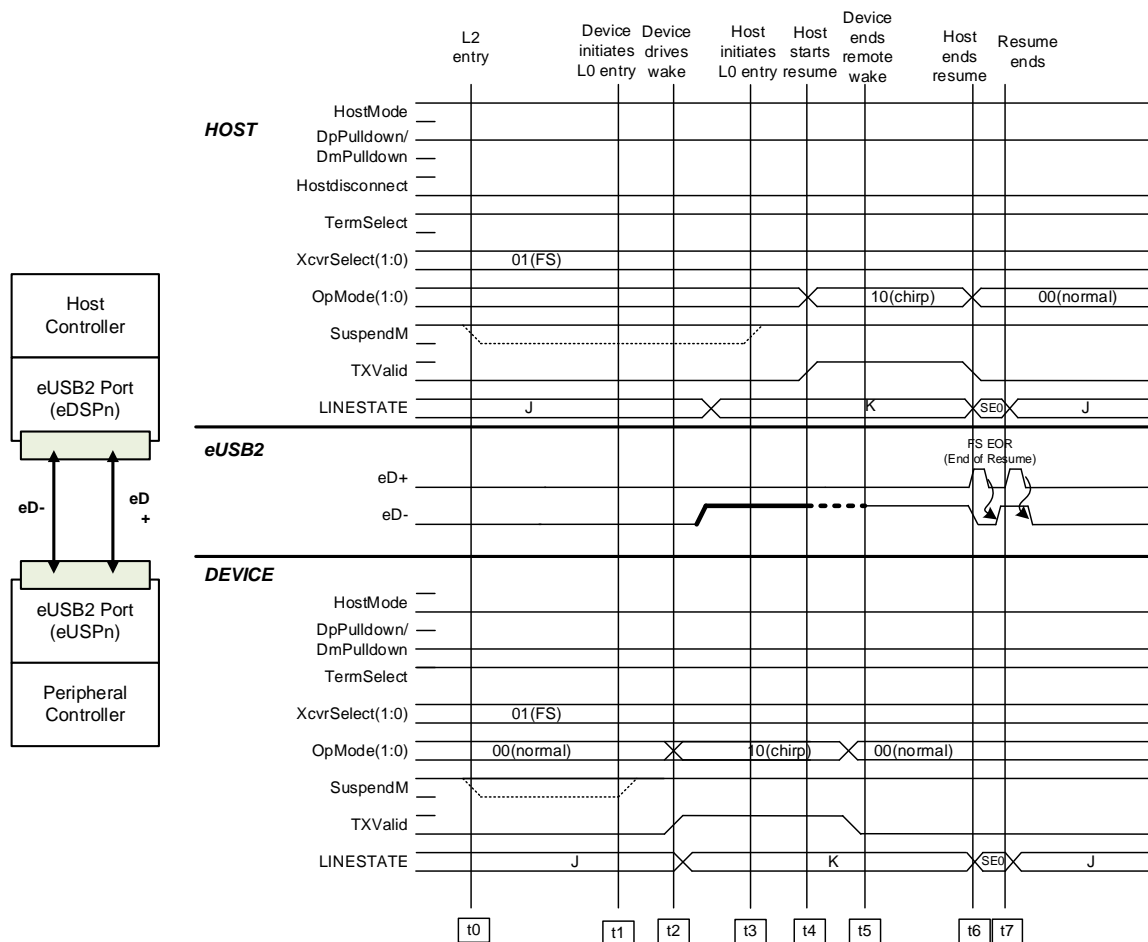 L2
entry
Device
initiates
L0 entry
Device
drives
wake
Host
initiates
L0 entry
Host
starts
resume
Device
ends
remote
wake
Host
ends
resume
Resume
ends
HOST
HostMode
DpPulldown/
DmPulldown
Hostdisconnect
TermSelect
XcvrSelect(1:0)
01(FS)
OpMode(1:0)
10(chirp)
00(normal)
SuspendM
TXValid
LINESTATE
J
K
SE0
J
Host
Controller
eUSB2 Port
(eDSPn)
eD-
eD
+
eUSB2 Port
(eUSPn)
Peripheral
Controller
eUSB2
FS EOR
(End of Resume)
eD+
eD-
DEVICE
HostMode
DpPulldown/
DmPulldown
TermSelect
XcvrSelect(1:0)
01(FS)
OpMode(1:0)
00(normal)
10(chirp)
00(normal)
SuspendM
TXValid
LINESTATE
J
K
SE0
J
t0
t1
t2
t3
t4
t5
t6
t7